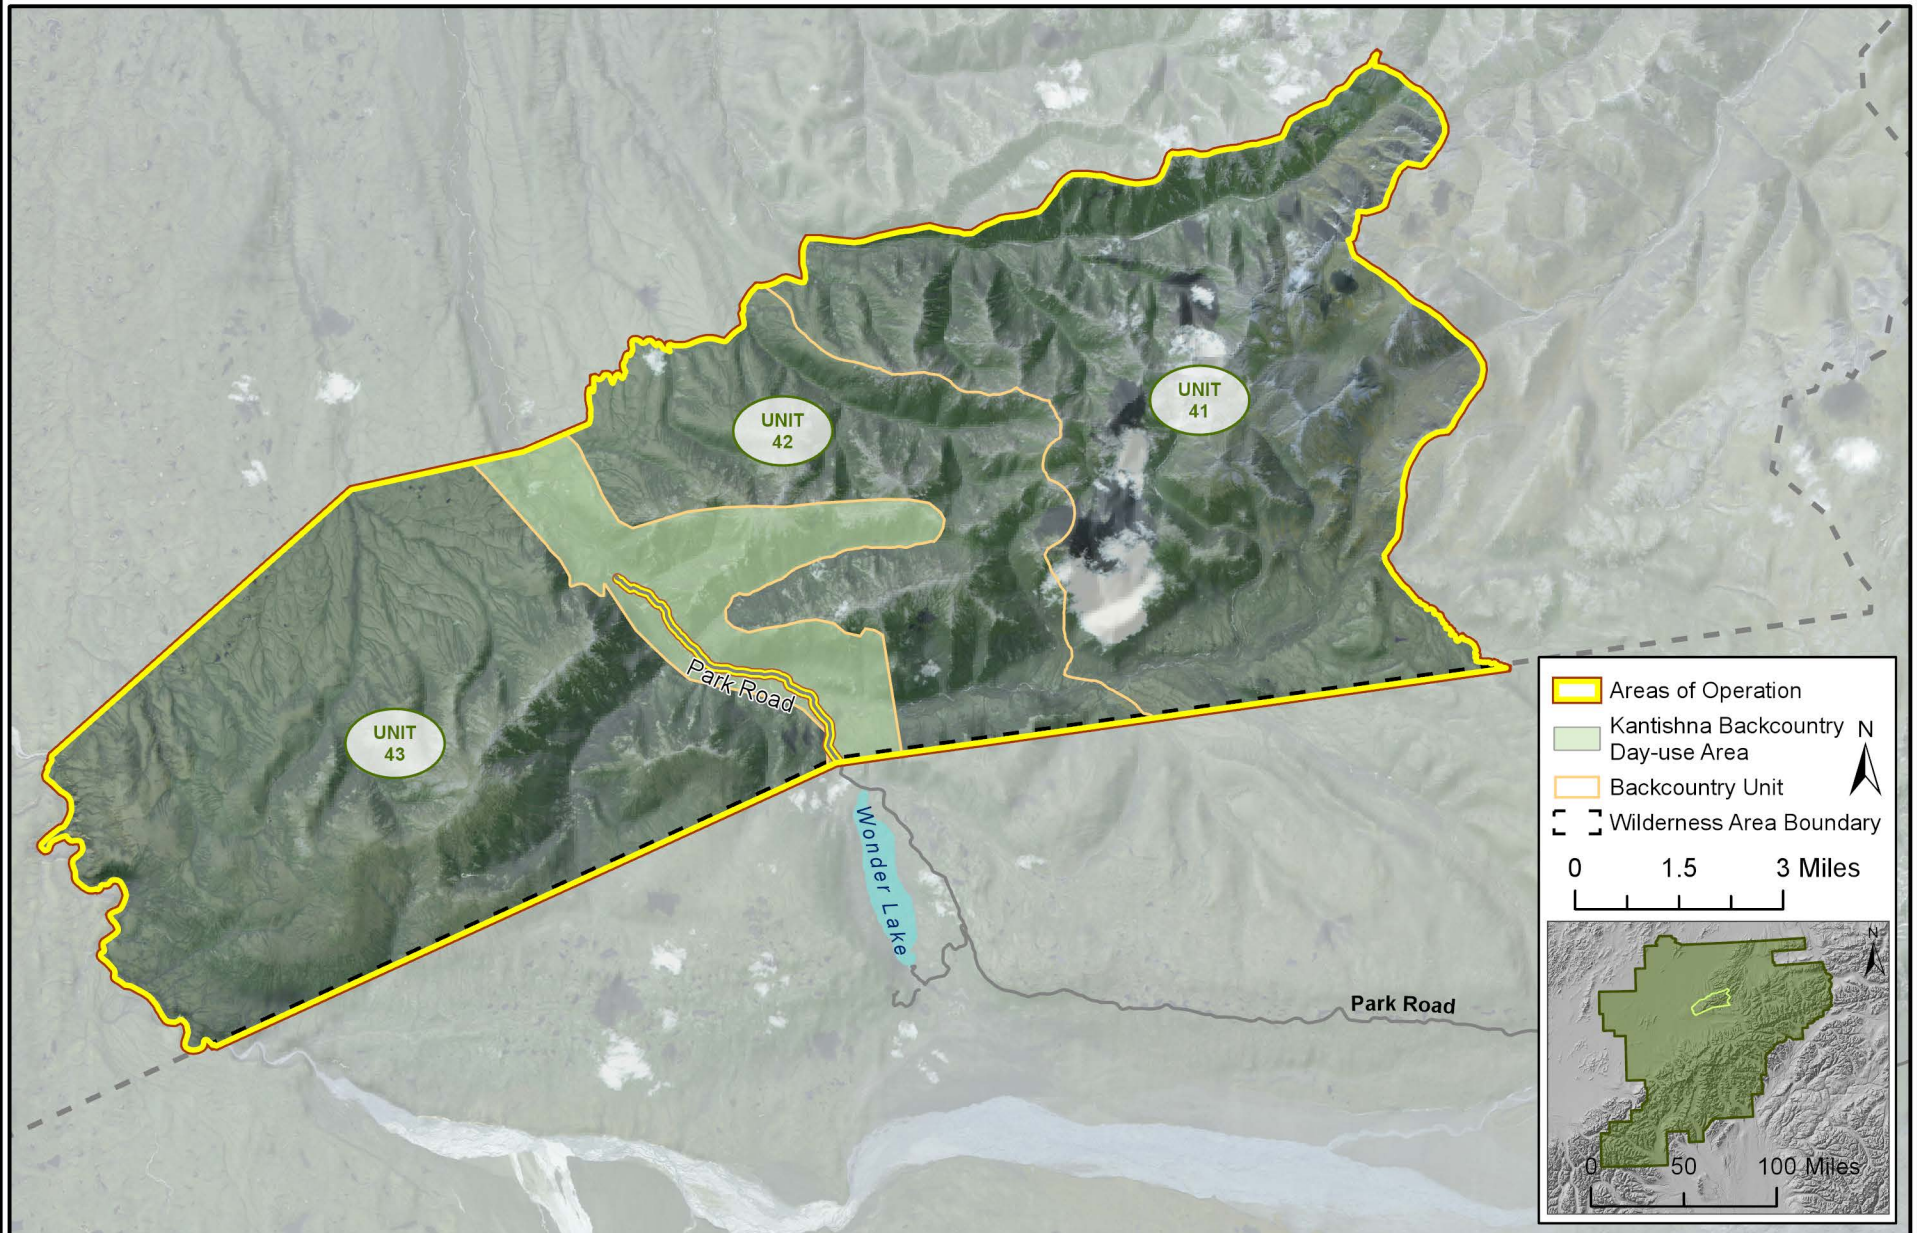 UNIT
41
UNIT
42
UNIT
43
Park Road
Wonder Lake
Park Road
Areas of Operation
Kantishna Backcountry
Day-use Area
N
Backcountry Unit
Wilderness Area Boundary
0 1.5 3 Miles
N
0 50 100 Miles